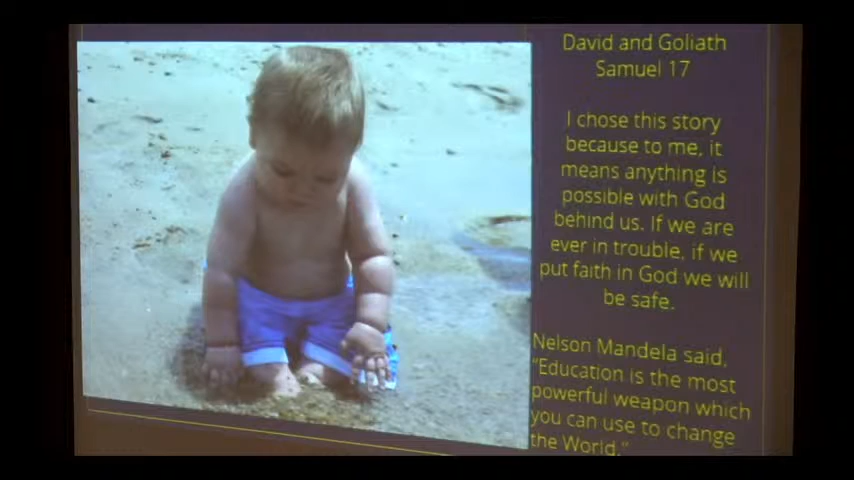 David and Goliath
Samuel 17
I chose this story
because to me, it
means anything is
possible with God
behind us. If we are
ever in trouble, if we
put faith in God we will
be safe.
Nelson Mandela said,
"Education is the most
powerful weapon which
you can use to change
the World."